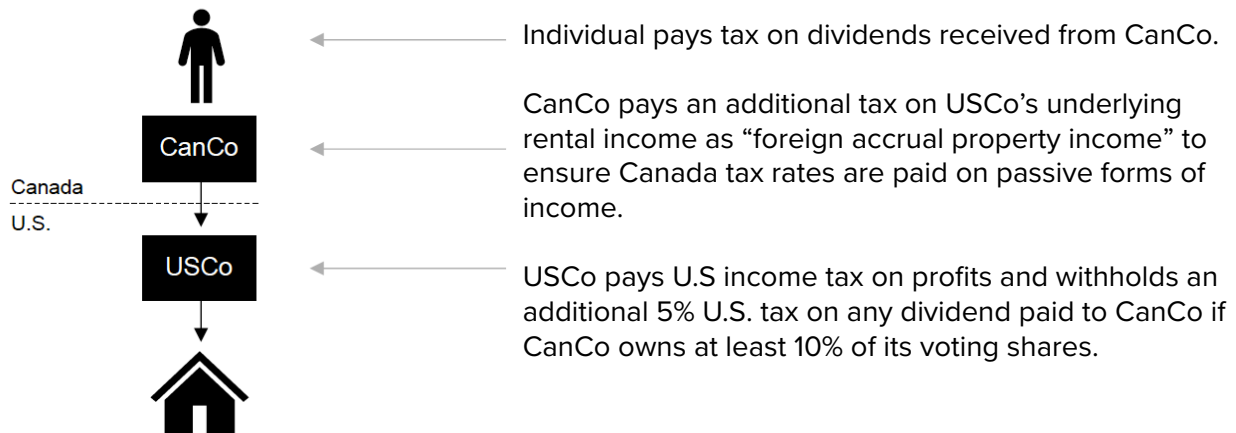 Individual pays tax on dividends received from CanCo.
CanCo pays an additional tax on USCo’s underlying
rental income as “foreign accrual property income” to
ensure Canada tax rates are paid on passive forms of
income.
CanCo
Canada
U.S.
USCo
USCo pays U.S income tax on profits and withholds an
additional 5% U.S. tax on any dividend paid to CanCo if
CanCo owns at least 10% of its voting shares.